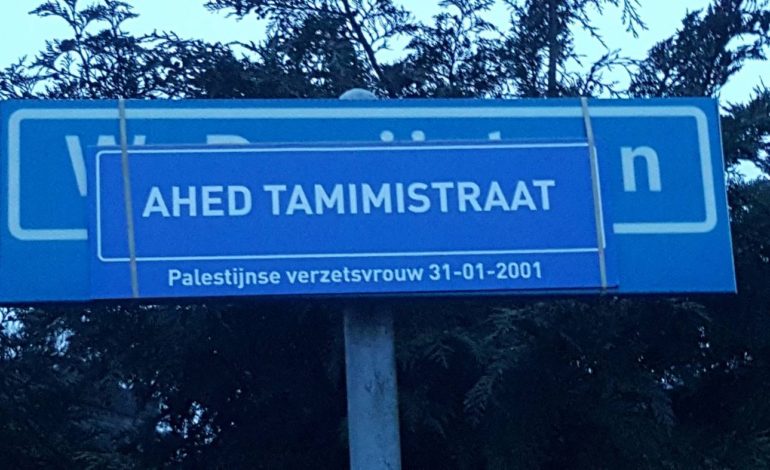 AHED TAMIMISTRAAT
Palestijnse verzetsvrouw 31-01-2001